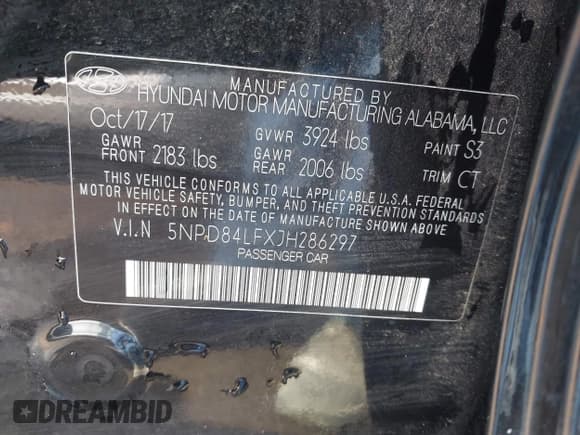 MANUFACTURED BY
HYUNDAI MOTOR MANUFACTURING ALABAMA, LLC
Oct/17/17 GVWR 3924 lbs PAINT S3
GAWR FRONT 2183 lbs GAWR REAR 2006 lbs TRIM CT
THIS VEHICLE CONFORMS TO ALL APPLICABLE U.S.A. FEDERAL
MOTOR VEHICLE SAFETY, BUMPER, AND THEFT PREVENTION STANDARDS
IN EFFECT ON THE DATE OF MANUFACTURE SHOWN ABOVE
V.I.N 5NPD84LFXJH286297
PASSENGER CAR
DREAMBID